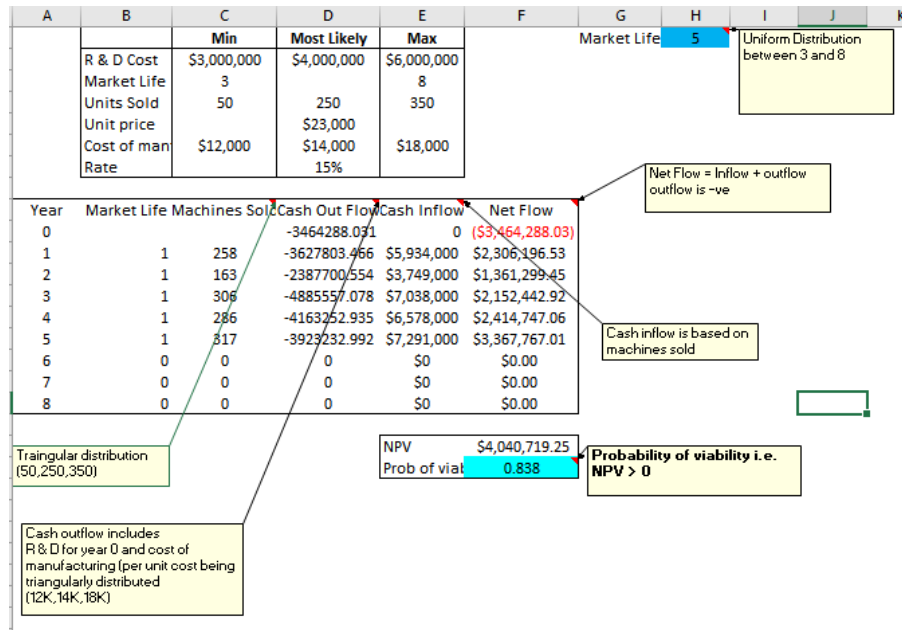 A B C D E F G H I J K
Min Most Likely Max Market Life 5 Uniform Distribution
between 3 and 8
R & D Cost $3,000,000 $4,000,000 $6,000,000
Market Life 3 8
Units Sold 50 250 350
Unit price $23,000
Cost of man $12,000 $14,000 $18,000
Rate 15%
Net Flow = Inflow + outflow
outflow is -ve
Year Market Life Machines Sold Cash Out Flow Cash Inflow Net Flow
0 -3464288.031 0 ($3,464,288.03)
1 1 258 -3627803.466 $5,934,000 $2,306,196.53
2 1 163 -2387700.554 $3,749,000 $1,361,299.45
3 1 306 -4885557.078 $7,038,000 $2,152,442.92
4 1 286 -4163252.935 $6,578,000 $2,414,747.06
5 1 317 -3923232.992 $7,291,000 $3,367,767.01
6 0 0 0 $0 $0.00
7 0 0 0 $0 $0.00
8 0 0 0 $0 $0.00
Cash inflow is based on
machines sold
NPV $4,040,719.25
Prob of vial 0.838
Probability of viability i.e.
NPV > 0
Traingular distribution
(50,250,350)
Cash outflow includes
R & D for year 0 and cost of
manufacturing (per unit cost being
triangularly distributed
(12K,14K,18K)